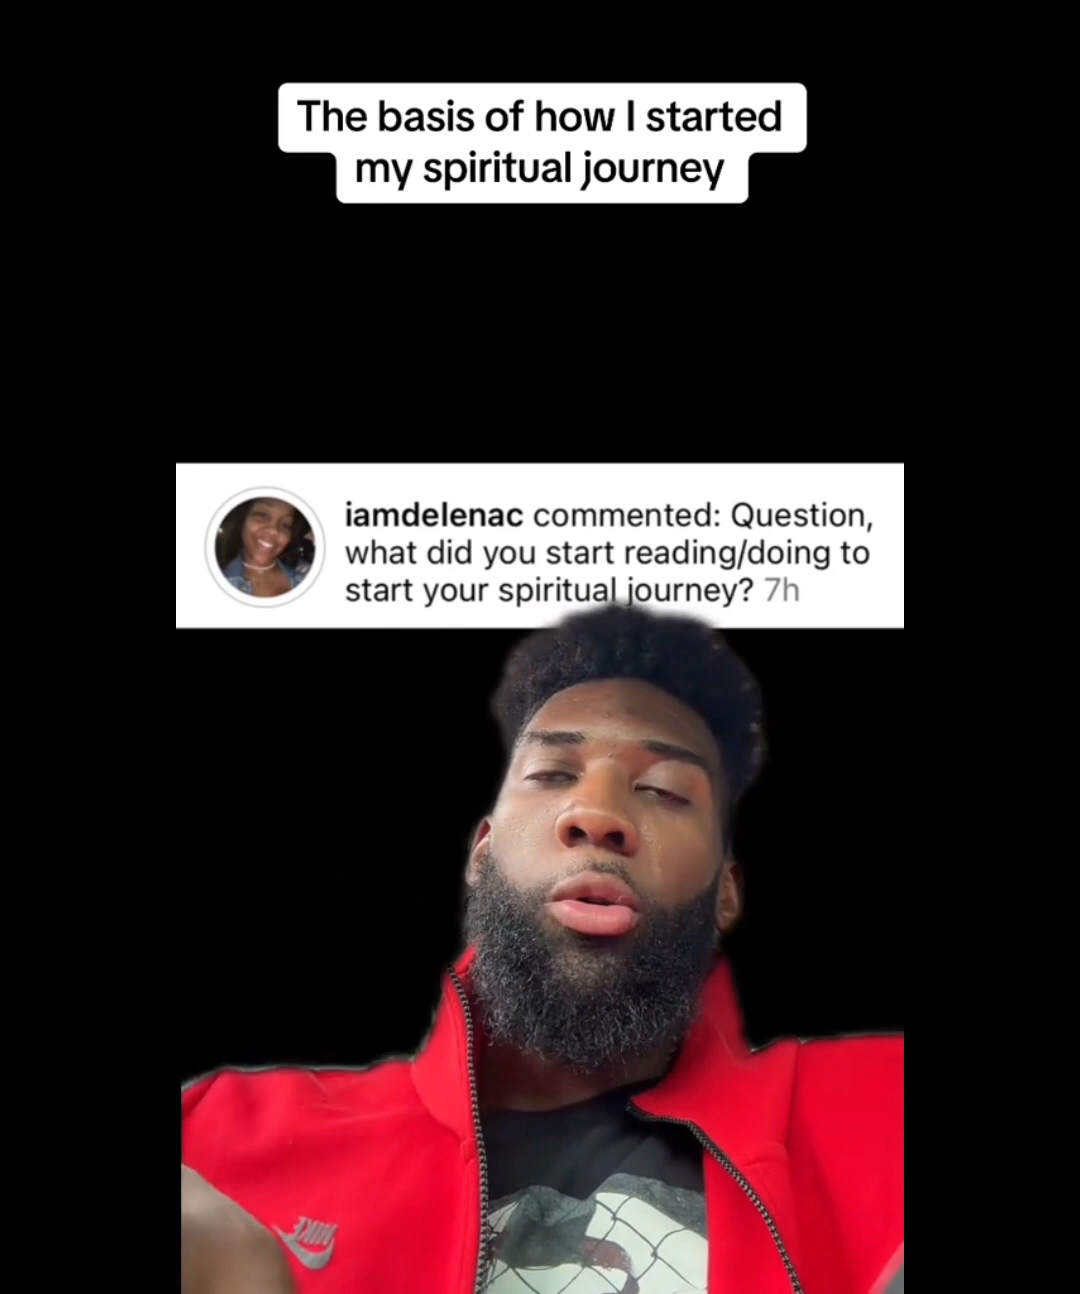 The basis of how I started
my spiritual journey
iamdelenac commented: Question,
what did you start reading/doing to
start your spiritual journey? 7h
NIKE